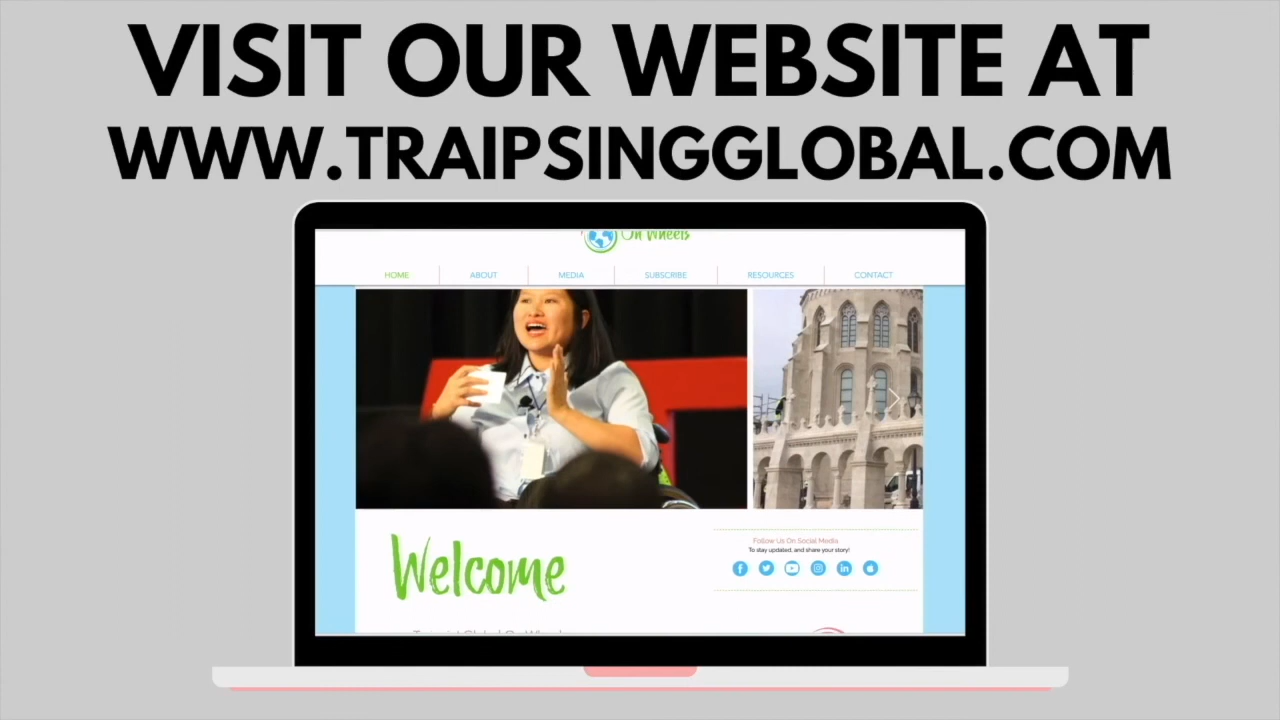 VISIT OUR WEBSITE AT
WWW.TRAIPSINGGLOBAL.COM
On Wheels
HOME
ABOUT
MEDIA
SUBSCRIBE
RESOURCES
CONTACT
Welcome
Follow Us On Social Media
To stay updated, and share your story!